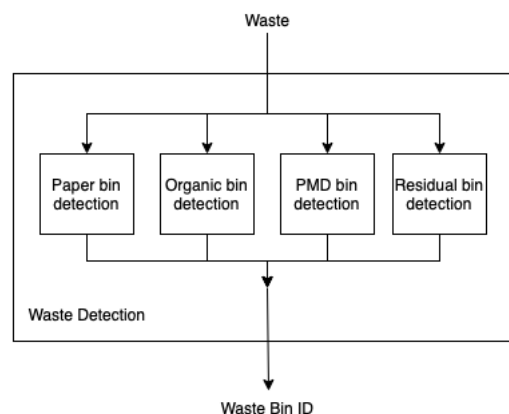 Waste
Paper bin
detection
Organic bin
detection
PMD bin
detection
Residual bin
detection
Waste Detection
Waste Bin ID